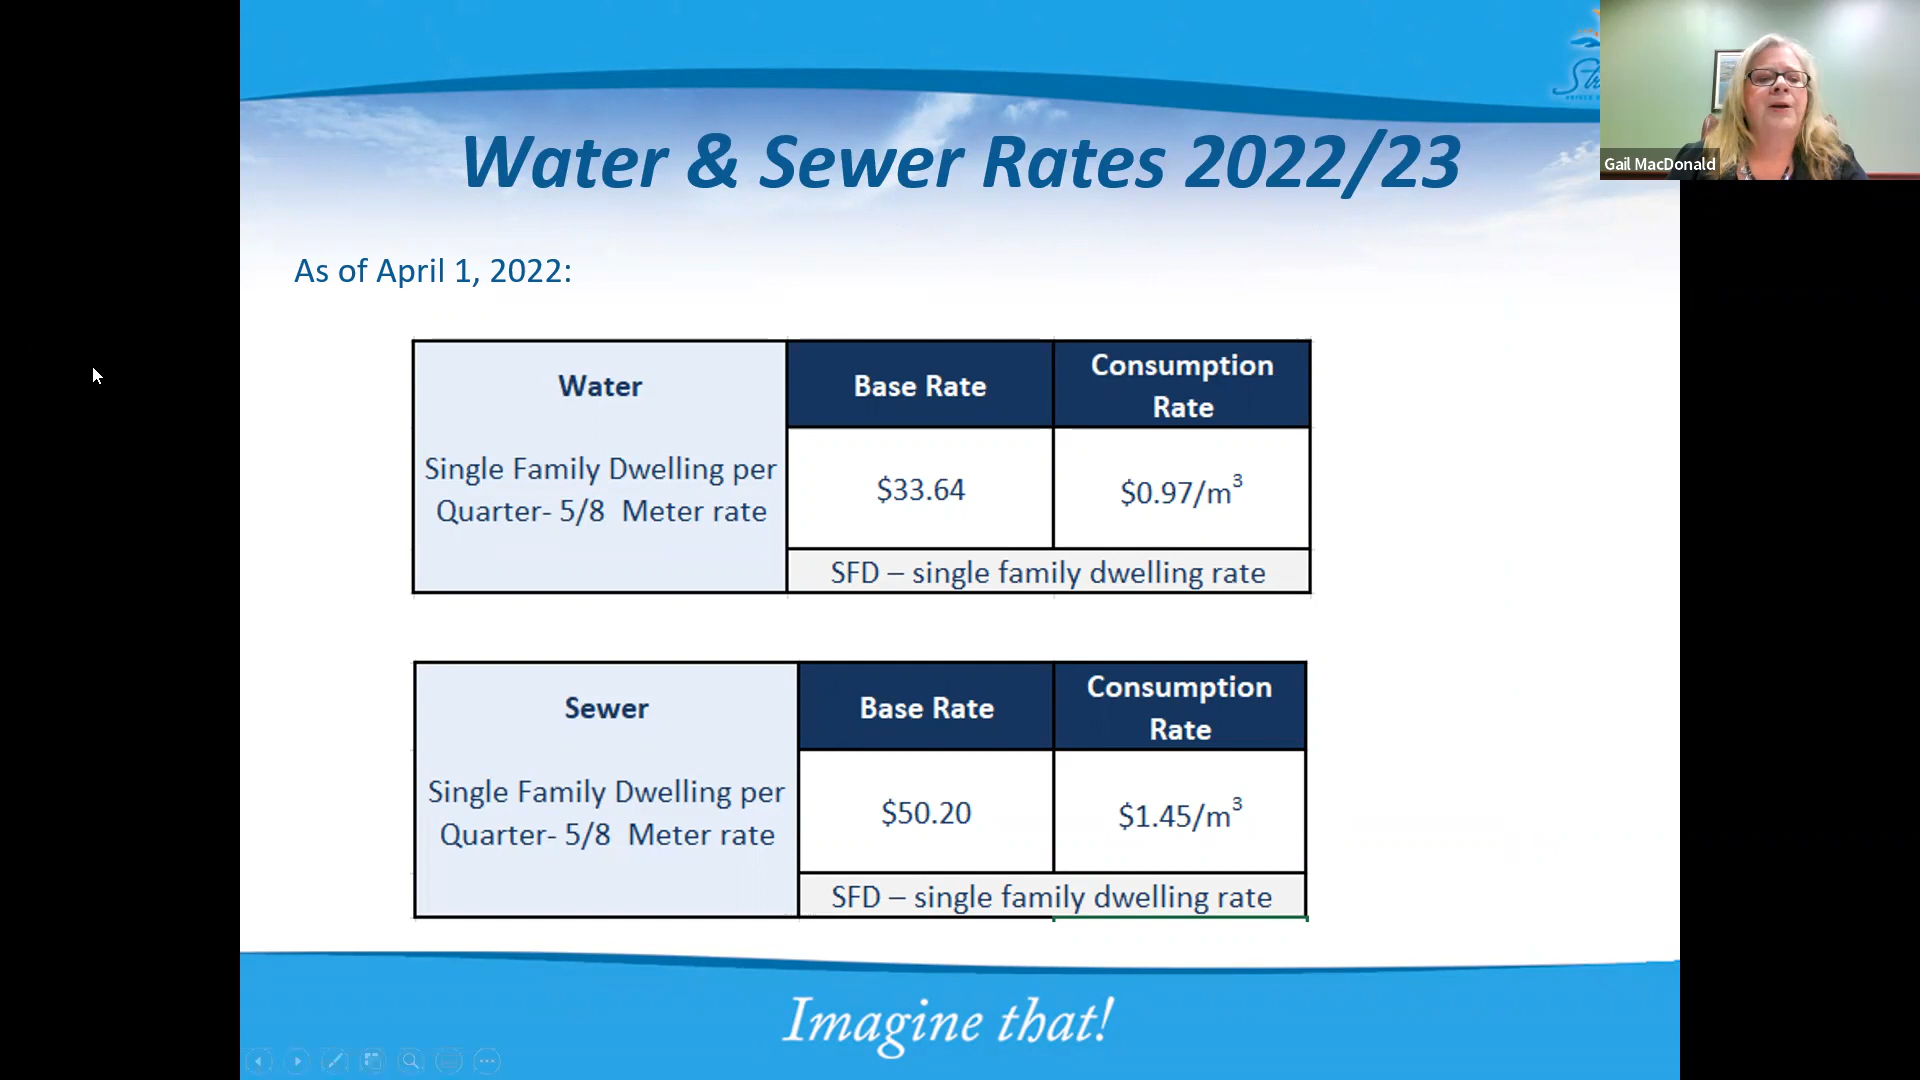 Water & Sewer Rates 2022/23
Gail MacDonald
As of April 1, 2022:
Water
Base Rate
Consumption
Rate
Single Family Dwelling per
Quarter- 5/8 Meter rate
$33.64
$0.97/m³
SFD – single family dwelling rate
Sewer
Base Rate
Consumption
Rate
Single Family Dwelling per
Quarter- 5/8 Meter rate
$50.20
$1.45/m³
SFD – single family dwelling rate
Imagine that!